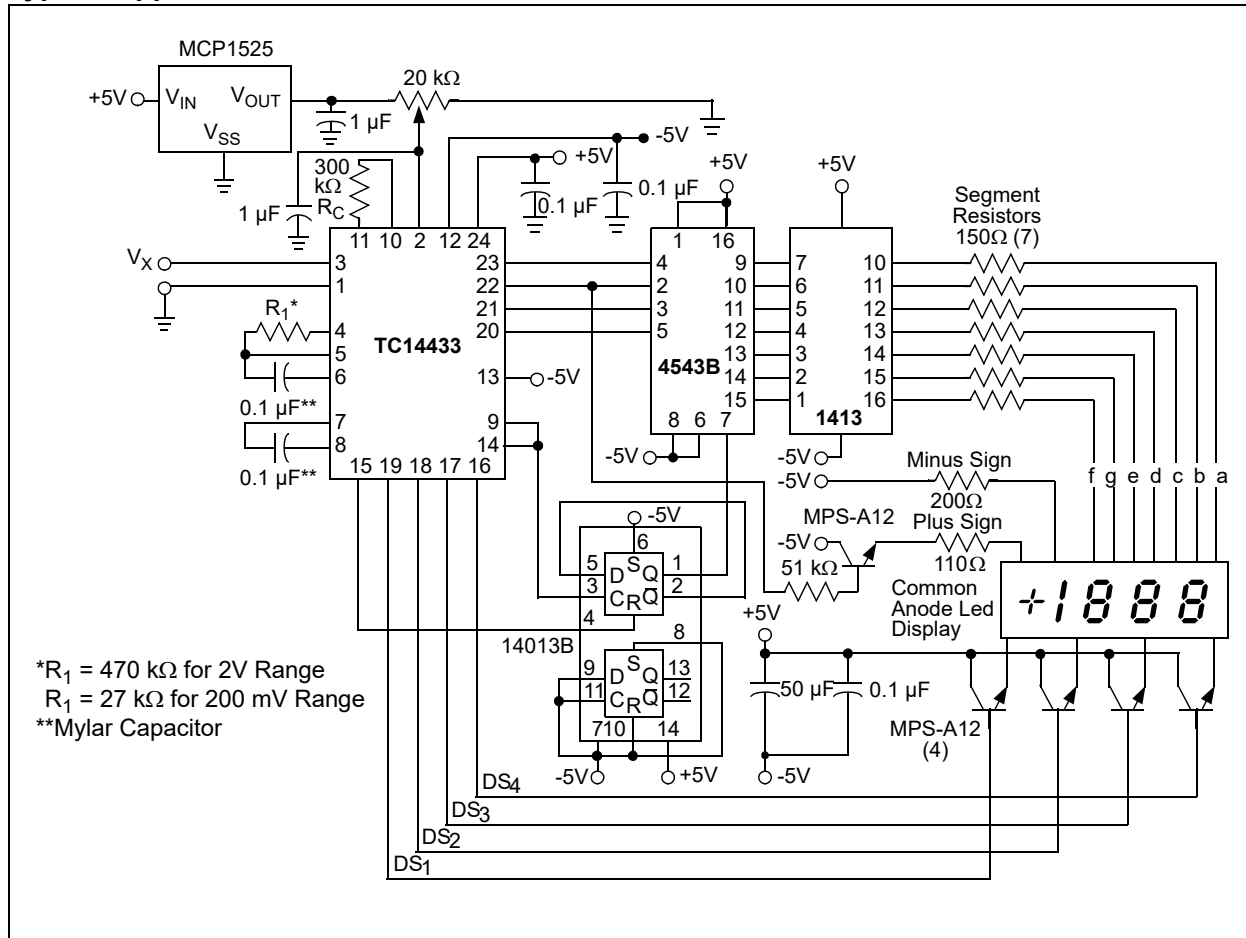 MCP1525
+5V
VIN
VOUT
VSS
1 µF
20 kΩ
-5V
300
kΩ
RC
1 µF
+5V
0.1 µF
0.1 µF
+5V
+5V
Segment
Resistors
150Ω (7)
11 10 2 12 24
VX
3
1
R1*
4
5
6
0.1 µF**
7
8
0.1 µF**
TC14433
23
22
21
20
13
-5V
9
14
15 19 18 17 16
1 16
4
2
3
5
4543B
9
10
11
12
13
14
15
8 6 7
-5V
7
6
5
4
3
2
1
1413
10
11
12
13
14
15
16
-5V
-5V
Minus Sign
200Ω
f g e d c b a
MPS-A12
Plus Sign
-5V
110Ω
51 kΩ
Common
Anode Led
Display
+1888
-5V
6
5
3
4
D S Q
C R Q
1
2
14013B
8
9
11
D S Q
C R Q
13
12
7 10 14
-5V
+5V
+5V
50 µF
0.1 µF
-5V
MPS-A12
(4)
*R1 = 470 kΩ for 2V Range
R1 = 27 kΩ for 200 mV Range
**Mylar Capacitor
DS4
DS3
DS2
DS1